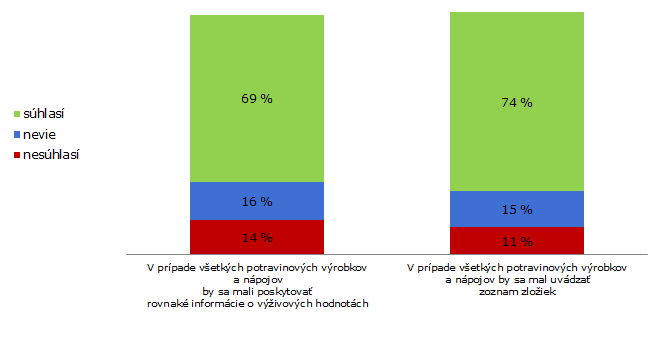 súhlasí
nevie
nesúhlasí
69 %
16 %
14 %
74 %
15 %
11 %
V prípade všetkých potravinových výrobkov
a nápojov
by sa mali poskytovať
rovnaké informácie o výživových hodnotách
V prípade všetkých potravinových výrobkov
a nápojov by sa mal uvádzať
zoznam zložiek